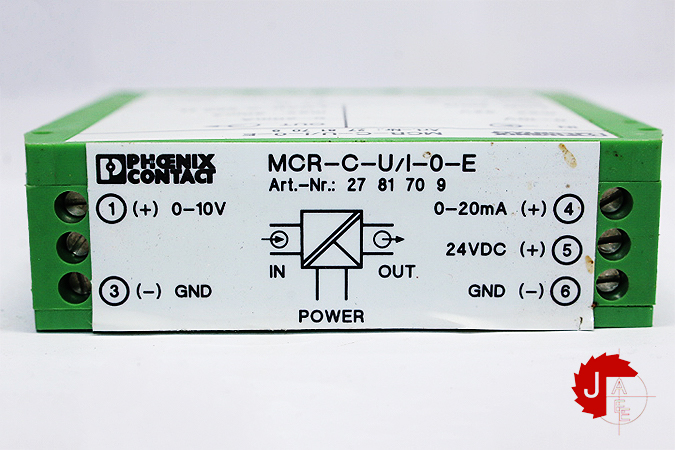 PHŒNIX
CONTACT
MCR-C-U/I-0-E
Art.-Nr.: 27 81 70 9
1 (+) 0-10V
0-20mA (+) 4
24VDC (+) 5
IN
OUT.
3 (-) GND
GND (-) 6
POWER
J
A